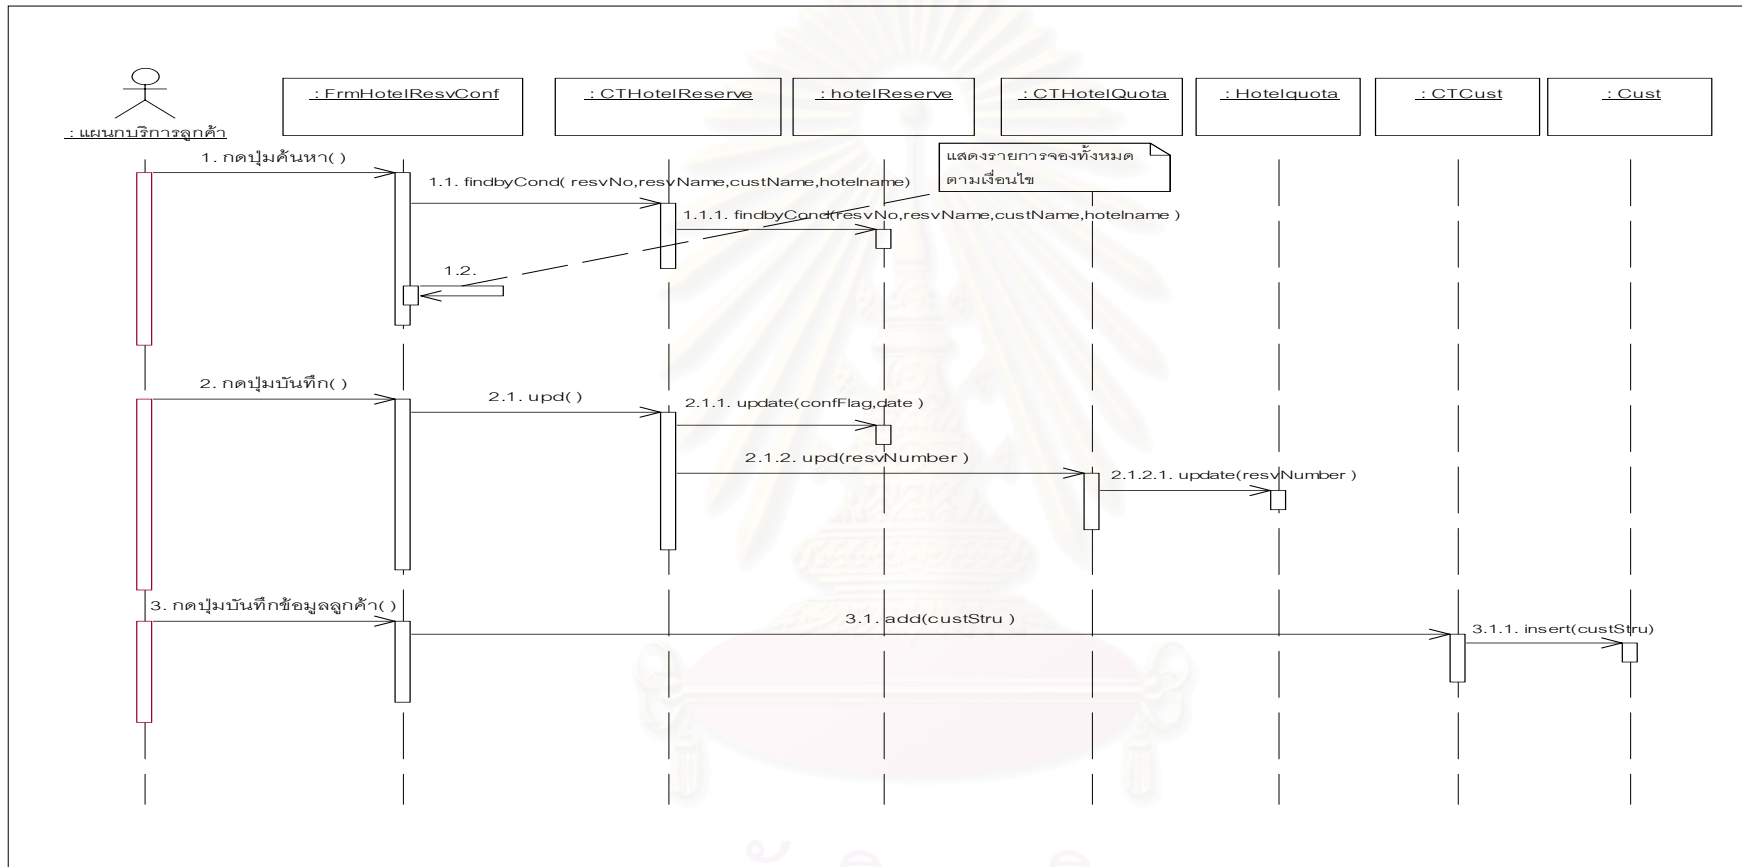 : FrmHotelResvConf
: CTHotelReserve
: hotelReserve
: CTHotelQuota
: Hotelquota
: CTCust
: Cust
: แผนกบริการลูกค้า
1. กดปุ่มค้นหา( )
แสดงรายการจองทั้งหมด
ตามเงื่อนไข
1.1. findbyCond( resvNo,resvName,custName,hotelname)
1.1.1. findbyCond(resvNo,resvName,custName,hotelname )
1.2.
2. กดปุ่มบันทึก( )
2.1. upd( )
2.1.1. update(confFlag,date )
2.1.2. upd(resvNumber )
2.1.2.1. update(resvNumber )
3. กดปุ่มบันทึกข้อมูลลูกค้า( )
3.1. add(custStru )
3.1.1. insert(custStru)